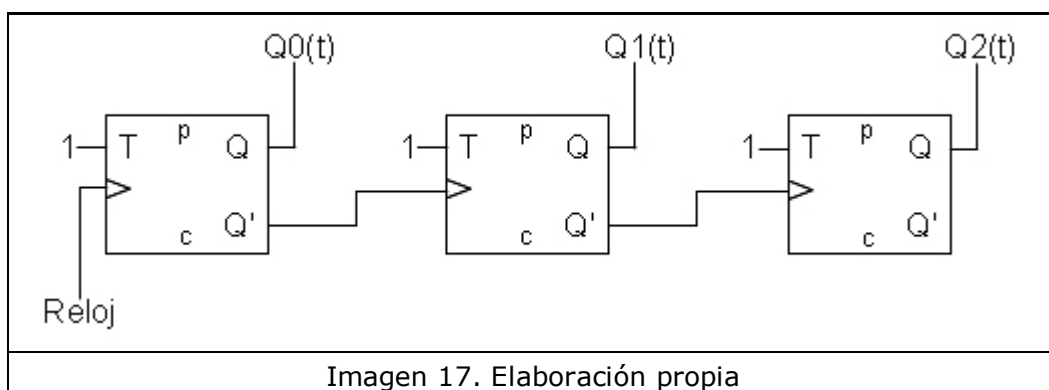 Q0(t) Q1(t) Q2(t)
1 T p Q 1 T p Q 1 T p Q
c Q' c Q' c Q'
Reloj
Imagen 17. Elaboración propia